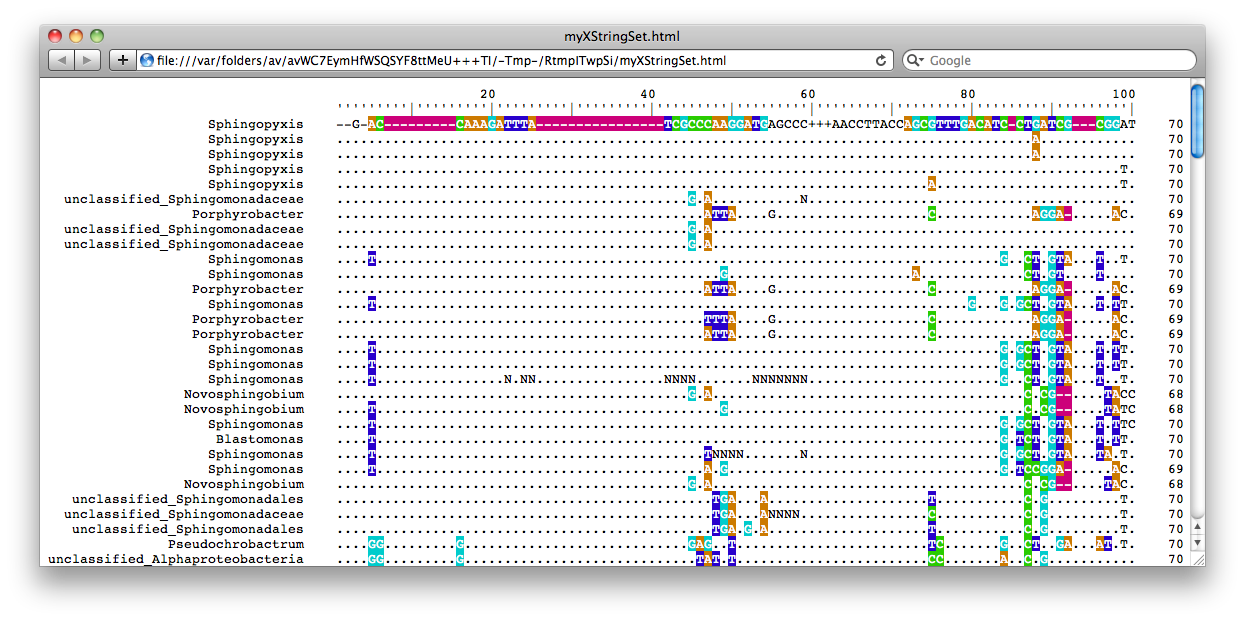 myXStringSet.html
file:///var/folders/av/avWC7EymHfWSQSYF8ttMeU+++TI/-Tmp-/RtmpITwpSi/myXStringSet.html
Google
20 40 60 80 100
Sphingopyxis --G-AC---------CAAAGATTTA----------------TCGCCCAAGGATGAGCCC+++AACCTTACCAGCGTTTGACATC-CTGATCG---CGGAT 70
Sphingopyxis .......................................................................................A............ 70
Sphingopyxis .......................................................................................A............ 70
Sphingopyxis ..................................................................................................T. 70
Sphingopyxis ..........................................................................A.......................T. 70
unclassified_Sphingomonadaceae ............................................G.A...........N......................................... 70
Porphyrobacter ..............................................ATTA....G...................C............AGGA-.....AC. 69
unclassified_Sphingomonadaceae ............................................G.A..................................................... 70
unclassified_Sphingomonadaceae ............................................G.A..................................................... 70
Sphingomonas ....T..............................................................................G..CT.GTA...T..T. 70
Sphingomonas ................................................G.......................A.............CT.GT....T.... 70
Porphyrobacter ..............................................ATTA....G...................C............AGGA-.....AC. 69
Sphingomonas ....T..........................................................................G...G.GCT.GTA...T.TT. 70
Porphyrobacter ..............................................TTTA....G...................C............AGGA-.....AC. 69
Porphyrobacter ..............................................ATTA....G...................C............AGGA-.....AC. 69
Sphingomonas ....T..............................................................................G.GCT.GTA...T.TT. 70
Sphingomonas ....T..............................................................................G.GCT.GTA...T.TT. 70
Sphingomonas ....T................N.NN................NNNN.......NNNNNNN........................G..CT.GTA...T..T. 70
Novosphingobium ............................................G.A.......................................C.CG--....TACC 68
Novosphingobium ....T...........................................G.....................................C.CG--....TATC 68
Sphingomonas ....T..............................................................................G.GCT.GTA...T.TTC 70
Blastomonas ....T..............................................................................G.TCT.GTA...T.TT. 70
Sphingomonas ....T.........................................TNNNN.......N........................G.GCT.GTA...TA.T. 70
Sphingomonas ....T.........................................A.G..................................G.TCCGGA-.....AC. 69
Novosphingobium ............................................G.A.......................................C.CG--....TAC. 68
unclassified_Sphingomonadales ...............................................TGA...A....................T...........C.G.........T. 70
unclassified_Sphingomonadaceae ...............................................TGA...ANNNN................C...........C.G.........T. 70
unclassified_Sphingomonadales ...............................................TGA.G.A....................T...........C.G.........T. 70
Pseudochrobactrum ....GG.........G............................GAG..T........................TC.......G..CT..GA...AT.T. 70
unclassified_Alphaproteobacteria ....GG.........G.............................TAT.T........................CC.......A..C.G.........T. 70